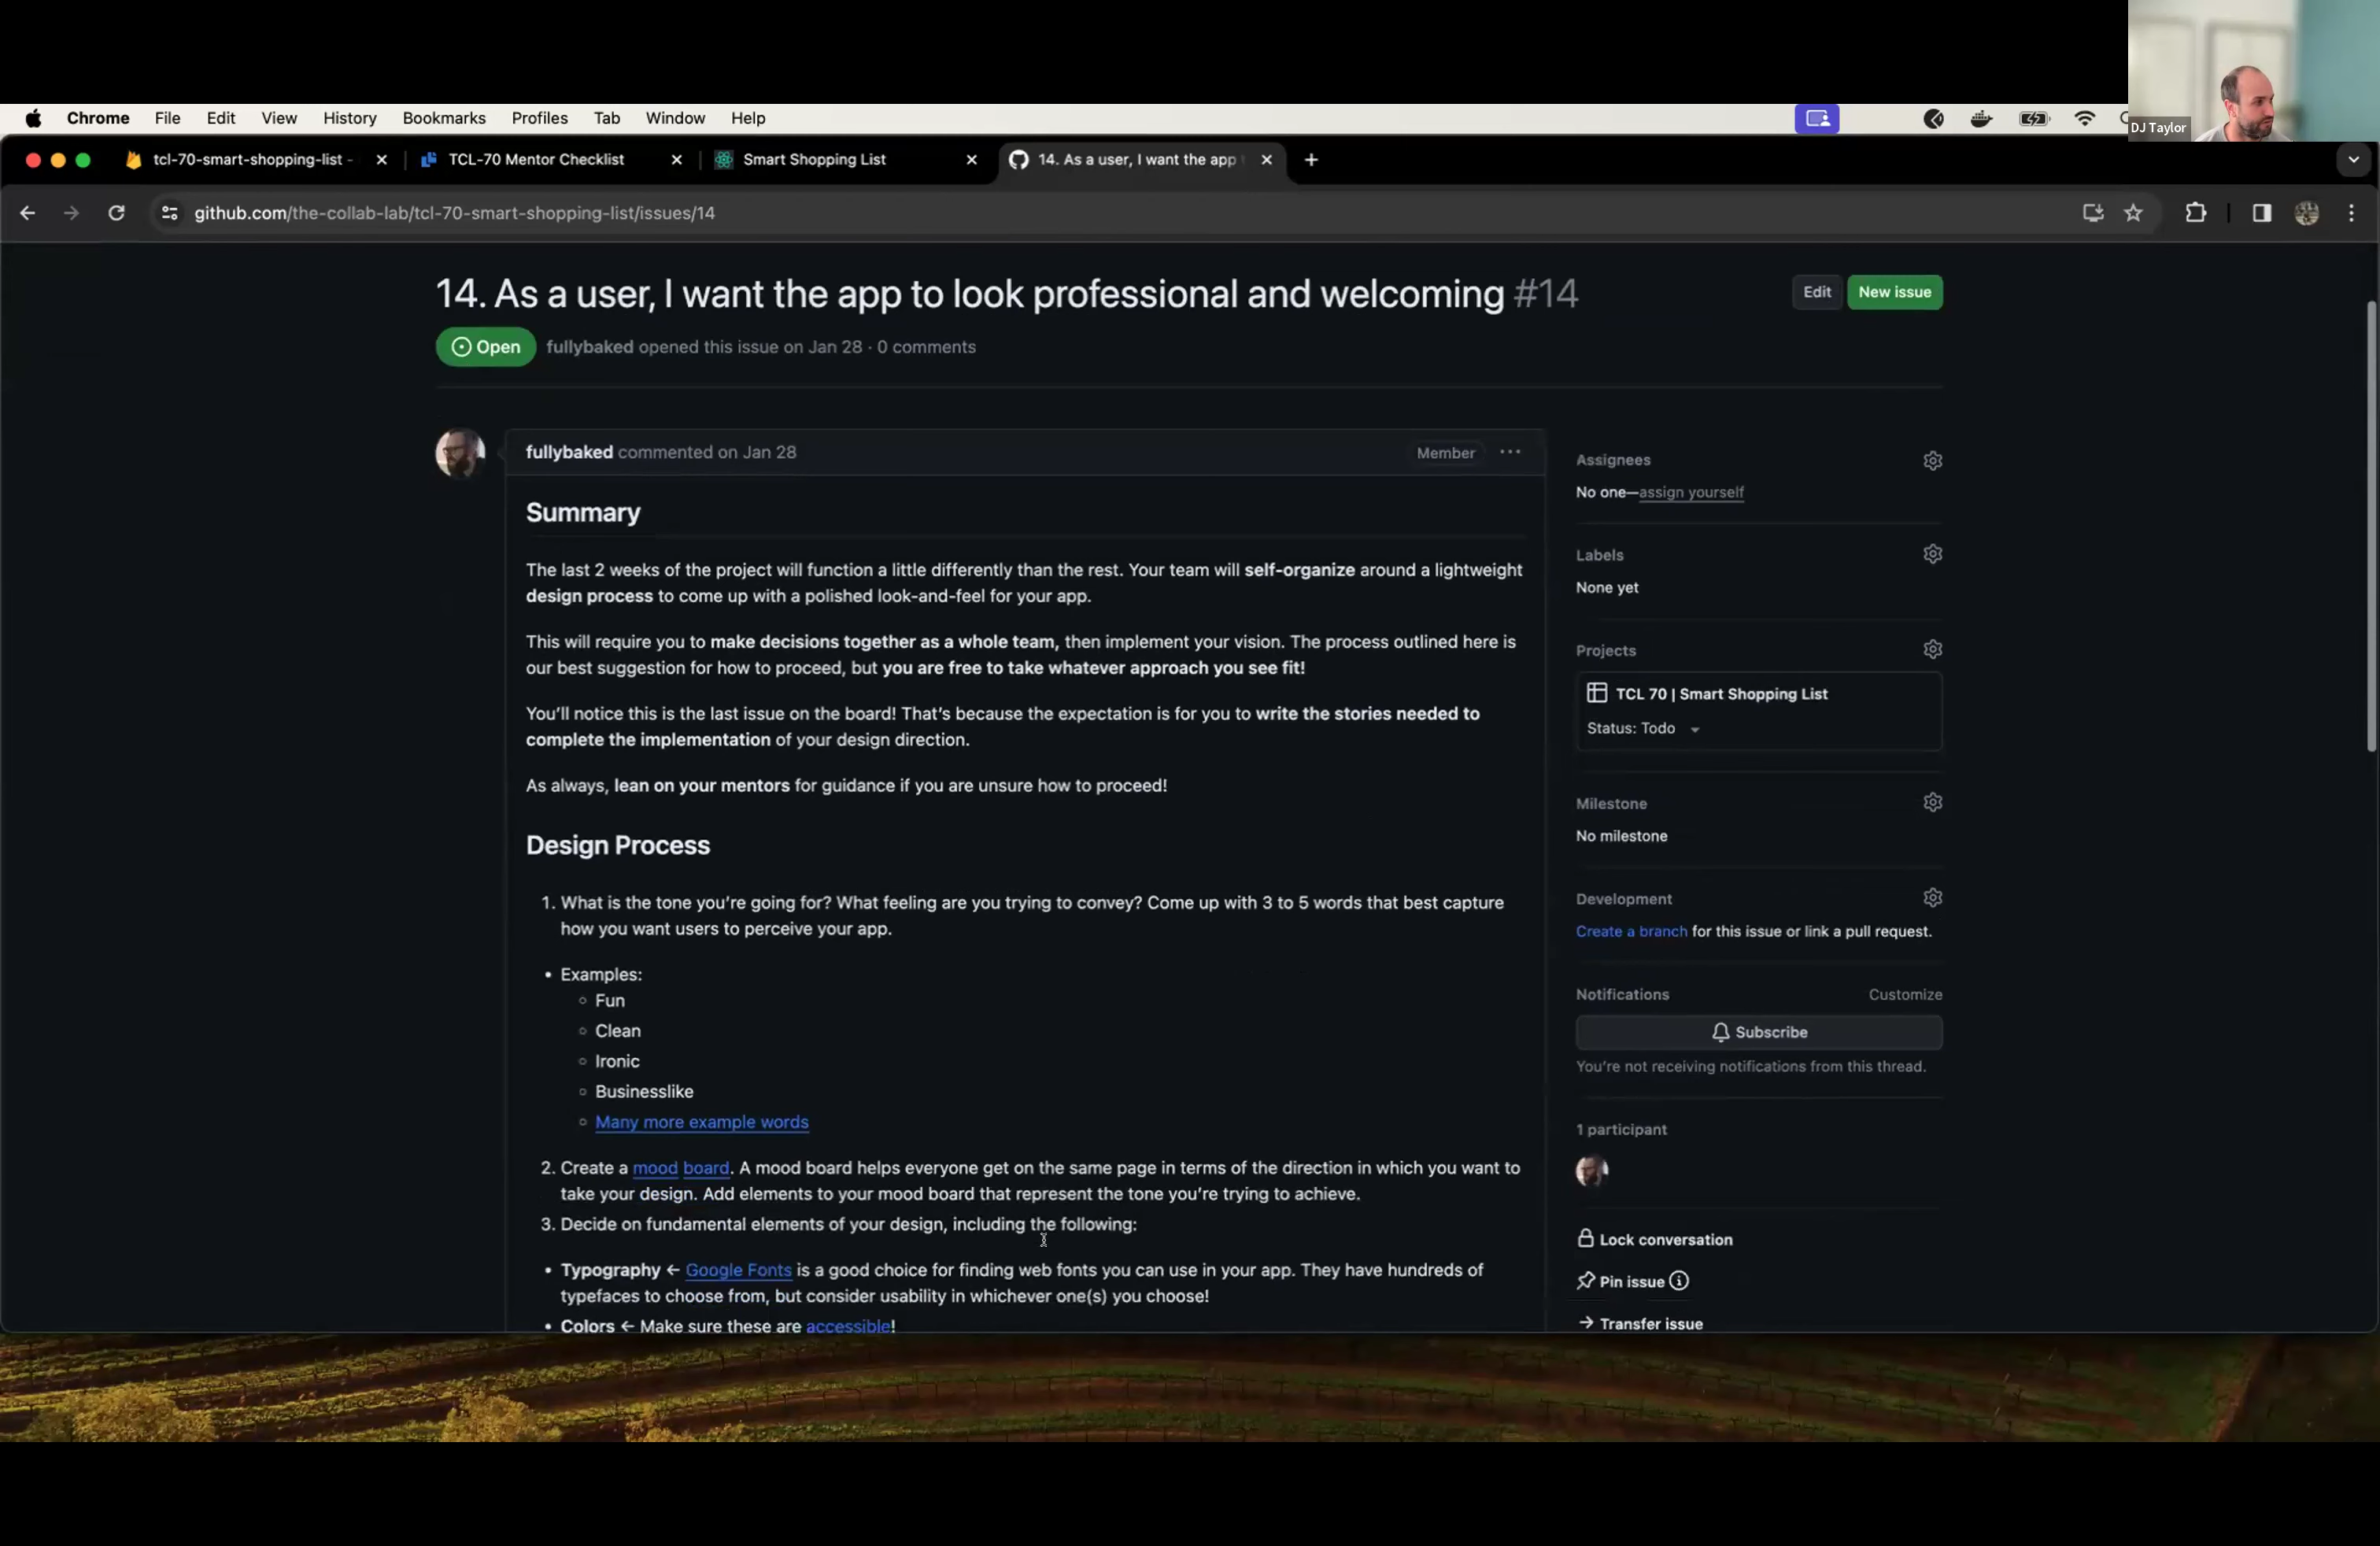 Chrome File Edit View History Bookmarks Profiles Tab Window Help
DJ Taylor
tcl-70-smart-shopping-list -
TCL-70 Mentor Checklist
Smart Shopping List
14. As a user, I want the app
github.com/the-collab-lab/tcl-70-smart-shopping-list/issues/14
14. As a user, I want the app to look professional and welcoming #14
Edit
New issue
Open
fullybaked opened this issue on Jan 28 · 0 comments
fullybaked commented on Jan 28
Member
Summary
The last 2 weeks of the project will function a little differently than the rest. Your team will self-organize around a lightweight
design process to come up with a polished look-and-feel for your app.
This will require you to make decisions together as a whole team, then implement your vision. The process outlined here is
our best suggestion for how to proceed, but you are free to take whatever approach you see fit!
You’ll notice this is the last issue on the board! That’s because the expectation is for you to write the stories needed to
complete the implementation of your design direction.
As always, lean on your mentors for guidance if you are unsure how to proceed!
Design Process
1. What is the tone you’re going for? What feeling are you trying to convey? Come up with 3 to 5 words that best capture
how you want users to perceive your app.
• Examples:
◦ Fun
◦ Clean
◦ Ironic
◦ Businesslike
◦ Many more example words
2. Create a mood board. A mood board helps everyone get on the same page in terms of the direction in which you want to
take your design. Add elements to your mood board that represent the tone you’re trying to achieve.
3. Decide on fundamental elements of your design, including the following:
• Typography ← Google Fonts is a good choice for finding web fonts you can use in your app. They have hundreds of
typefaces to choose from, but consider usability in whichever one(s) you choose!
• Colors ← Make sure these are accessible!
Assignees
No one—assign yourself
Labels
None yet
Projects
TCL 70 | Smart Shopping List
Status: Todo
Milestone
No milestone
Development
Create a branch for this issue or link a pull request.
Notifications
Customize
Subscribe
You’re not receiving notifications from this thread.
1 participant
Lock conversation
Pin issue
Transfer issue